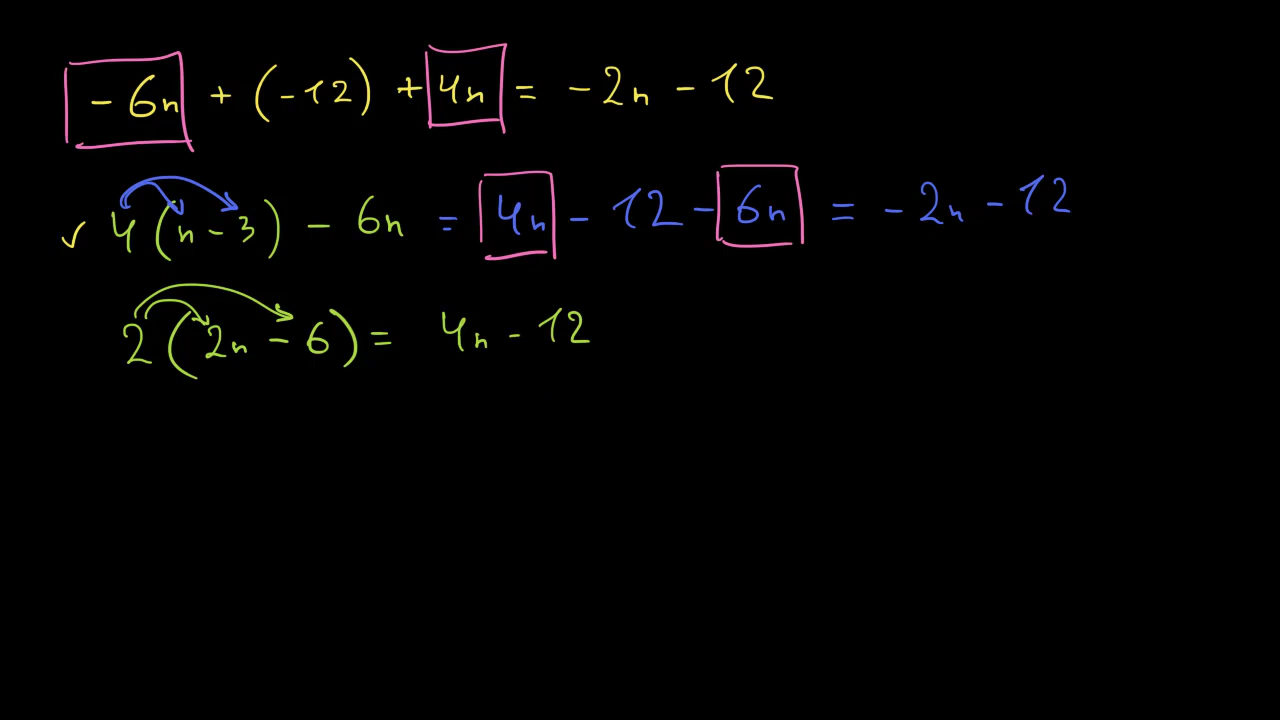 -6n + (-12) + 4n = -2n - 12
✓ 4(n-3) - 6n = 4n - 12 - 6n = -2n - 12
2(2n - 6) = 4n - 12